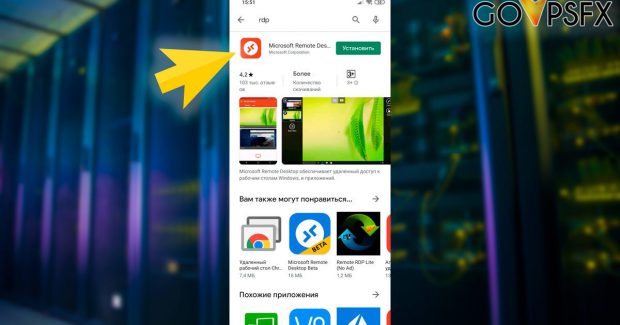 GOVPSFX
15:51
rdp
Microsoft Remote Des...
Microsoft Corporation
Установить
4,2★
103 тыс. отзыв
ов
Более
Количество
скачиваний
3+
3+
Microsoft Remote Desktop обеспечивает удаленный доступ к
рабочим столам Windows, и приложений.
Вам также могут понравиться...
Удаленный
рабочий стол Chr...
7,4 МБ
BETA
Microsoft Remote
Desktop Beta
16 МБ
Remote RDP Lite
(No Ad)
1,2 МБ
Похожие приложения